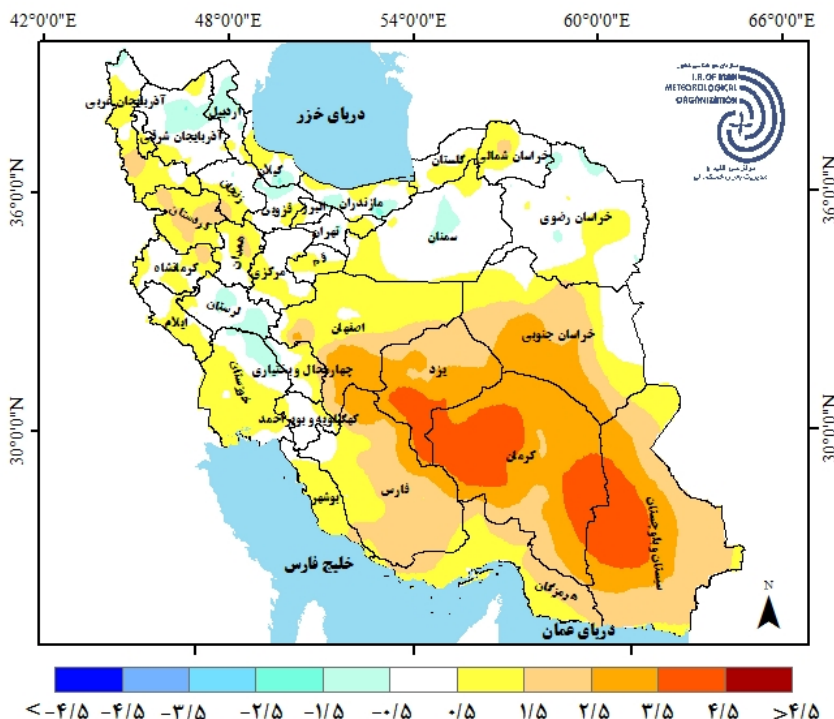 42°0'0"E 48°0'0"E 54°0'0"E 60°0'0"E 66°0'0"E
I.R. OF IRAN
METEOROLOGICAL
ORGANIZATION
36°0'0"N
30°0'0"N
آذربایجان غربی
اردبیل
آذربایجان شرقی
دریای خزر
گیلان
زنجان
گلستان
خراسان شمالی
مازندران
البرز
قزوین
تهران
سمنان
خراسان رضوی
کردستان
همدان
مرکزی
قم
کرمانشاه
لرستان
ایلام
اصفهان
خراسان جنوبی
یزد
چهارمحال و بختیاری
خوزستان
کهگیلویه و بویراحمد
کرمان
فارس
بوشهر
سیستان و بلوچستان
خلیج فارس
هرمزگان
دریای عمان
36°0'0"N
30°0'0"N
N
< -۴/۵ -۴/۵ -۳/۵ -۲/۵ -۱/۵ -۰/۵ ۰/۵ ۱/۵ ۲/۵ ۳/۵ ۴/۵ >۴/۵